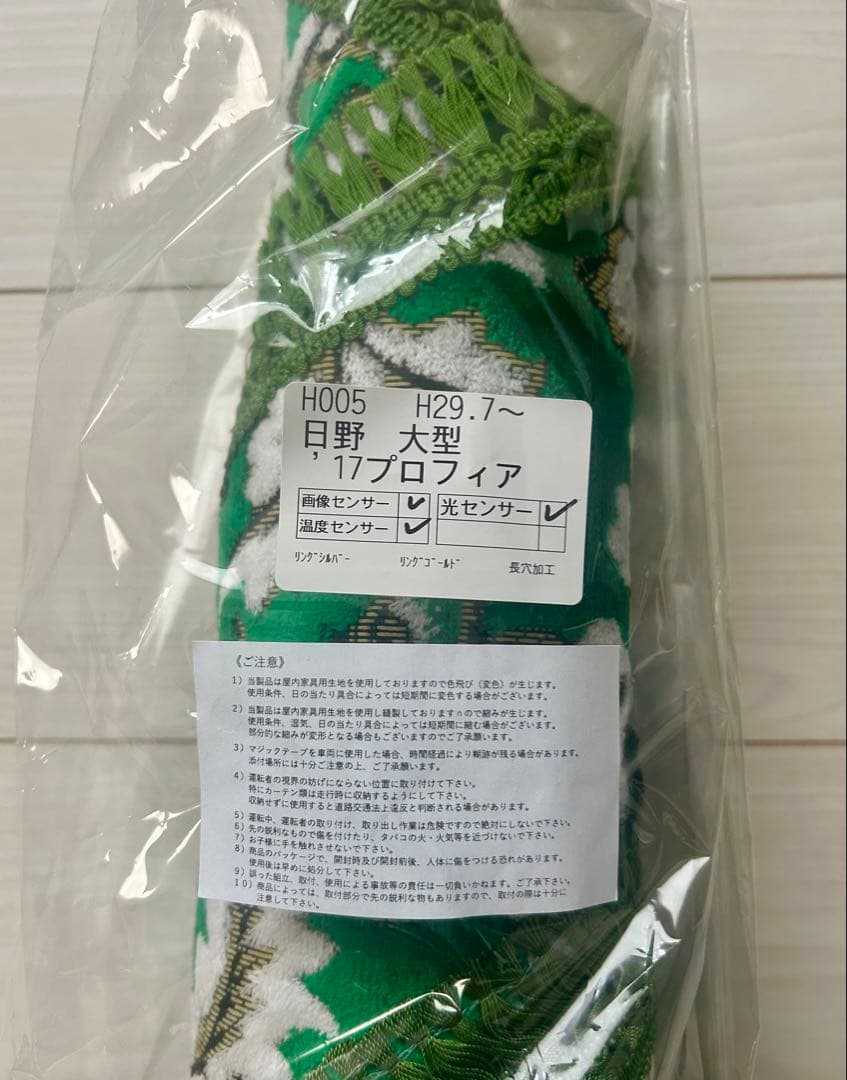 H005 H29.7～
日野 大型
’17プロフィア
画像センサー ✓ 光センサー ✓
温度センサー ✓
ﾘﾝｸﾞｼﾙﾊﾞｰ ﾘﾝｸﾞｺﾞｰﾙﾄﾞ 長穴加工
《ご注意》
1）当製品は屋内家具用生地を使用しておりますので色飛び（変色）が生じます。
使用条件、日の当たり具合によっては短期間に変色する場合がございます。
2）当製品は屋内家具用生地を使用し縫製しておりますnので縮みが生じます。
使用条件、湿気、日の当たり具合によっては短期間に縮む場合がございます。
部分的な縮みが変形となる場合もございますのでご了承願います。
3）マジックテープを車両に使用した場合、時間経過により糊跡が残る場合があります。
添付場所には十分ご注意の上、ご了承願います。
4）運転者の視界の妨げにならない位置に取り付けて下さい。
特にカーテン類は走行時に収納するようにして下さい。
収納せずに使用すると道路交通法上違反と判断される場合があります。
5）運転中、運転者の取り付け、取り出し作業は危険ですので絶対にしないで下さい。
6）先の鋭利なもので傷を付けたり、タバコの火・火気等を近づけないで下さい。
7）お子様に手を触れさせないで下さい。
8）商品のパッケージで、開封時及び開封前後、人体に傷をつける恐れがあります。
使用後は早めに処分して下さい。
9）誤った組立、取付、使用による事故等の責任は一切負いかねます。ご了承下さい。
10）商品によっては、取付部分で先の鋭利な物もありますので、取付の際は十分に
注意して下さい。